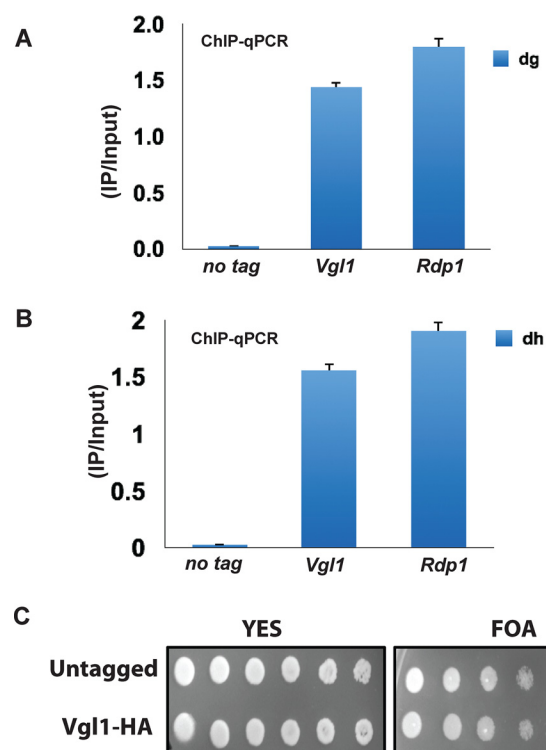 A
ChIP-qPCR
dg
(IP/Input)
2.0
1.5
1.0
0.5
0.0
no tag Vgl1 Rdp1
B
ChIP-qPCR
dh
(IP/Input)
2
1.5
1
0.5
0
no tag Vgl1 Rdp1
C
YES FOA
Untagged
Vgl1-HA